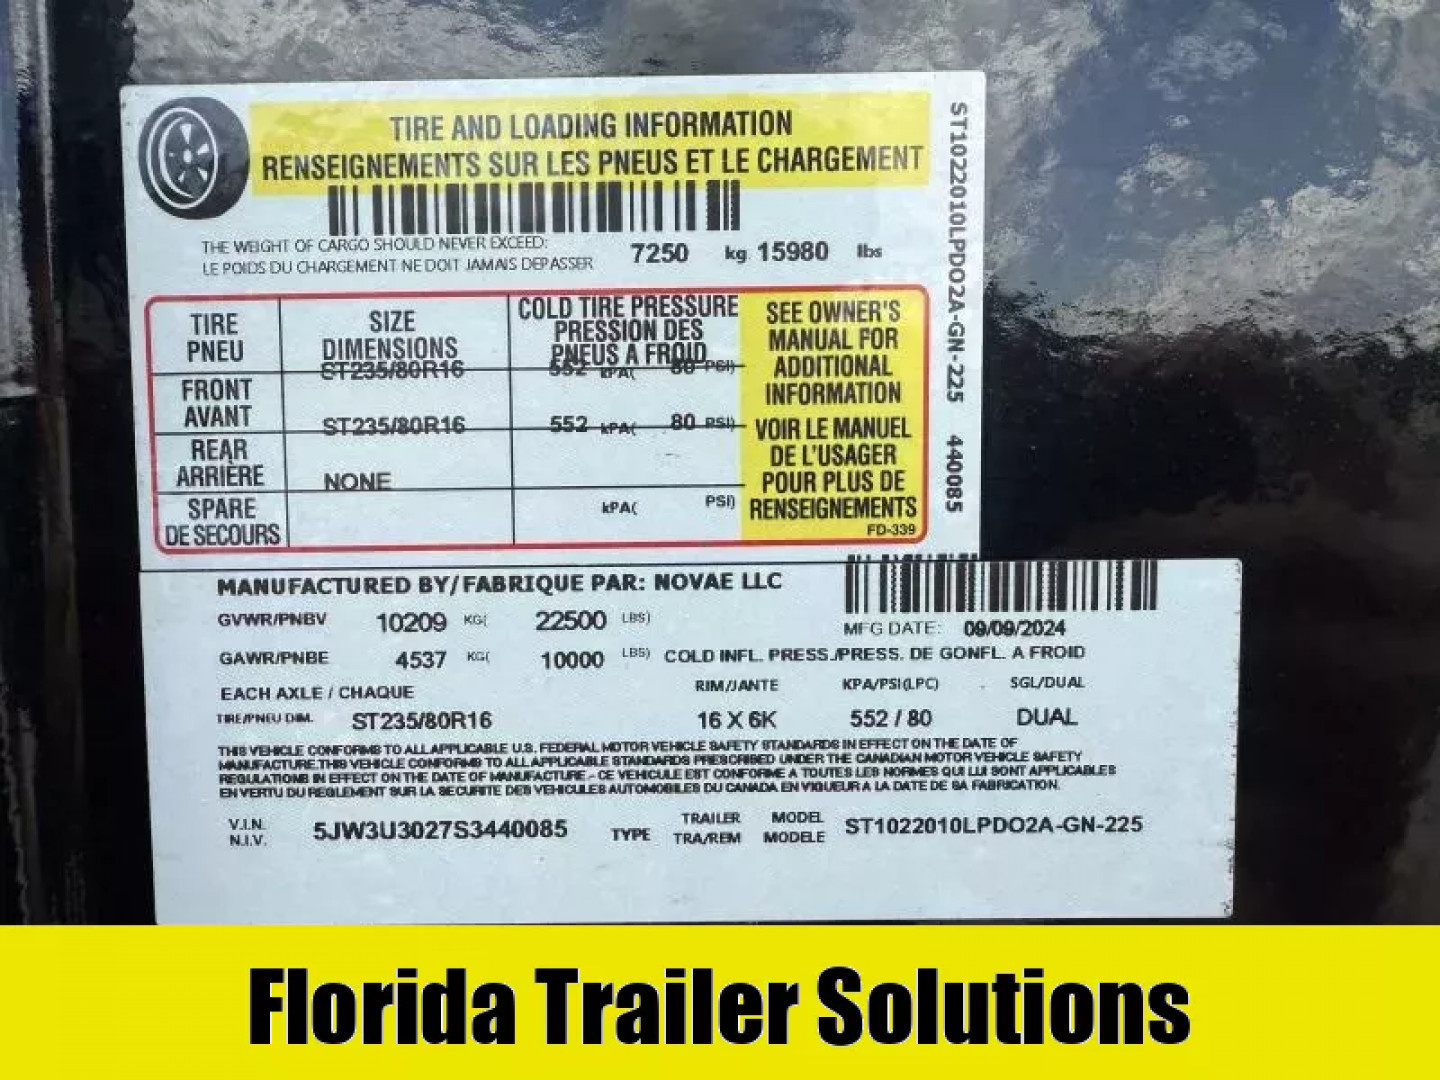 TIRE AND LOADING INFORMATION
RENSEIGNEMENTS SUR LES PNEUS ET LE CHARGEMENT
THE WEIGHT OF CARGO SHOULD NEVER EXCEED:
LE POIDS DU CHARGEMENT NE DOIT JAMAIS DEPASSER
7250 kg 15980 lbs
TIRE
PNEU
SIZE
DIMENSIONS
COLD TIRE PRESSURE
PRESSION DES
PNEUS A FROID
ST235/80R16 552 kPA( 80 PSI)
FRONT
AVANT
ST235/80R16 552 kPA( 80 PSI)
REAR
ARRIÈRE
NONE
SPARE
DE SECOURS
kPA( PSI)
SEE OWNER'S
MANUAL FOR
ADDITIONAL
INFORMATION
VOIR LE MANUEL
DE L'USAGER
POUR PLUS DE
RENSEIGNEMENTS
FD-339
ST1022010LPDO2A-GN-225 440085
MANUFACTURED BY/FABRIQUE PAR: NOVAE LLC
GVWR/PNBV 10209 KG( 22500 LBS)
MFG DATE: 09/09/2024
GAWR/PNBE 4537 KG( 10000 LBS) COLD INFL. PRESS./PRESS. DE GONFL. A FROID
EACH AXLE / CHAQUE RIM/JANTE KPA/PSI(LPC) SGL/DUAL
TIRE/PNEU DIM. ST235/80R16 16 X 6K 552 / 80 DUAL
THIS VEHICLE CONFORMS TO ALL APPLICABLE U.S. FEDERAL MOTOR VEHICLE SAFETY STANDARDS IN EFFECT ON THE DATE OF
MANUFACTURE.THIS VEHICLE CONFORMS TO ALL APPLICABLE STANDARDS PRESCRIBED UNDER THE CANADIAN MOTOR VEHICLE SAFETY
REGULATIONS IN EFFECT ON THE DATE OF MANUFACTURE.- CE VEHICULE EST CONFORME A TOUTES LES NORMES QUI LUI SONT APPLICABLES
EN VERTU DU REGLEMENT SUR LA SECURITE DES VEHICULES AUTOMOBILES DU CANADA EN VIGUEUR A LA DATE DE SA FABRICATION.
V.I.N.
N.I.V.
5JW3U3027S3440085
TYPE
TRAILER
TRA/REM
MODEL
MODELE
ST1022010LPDO2A-GN-225
Florida Trailer Solutions